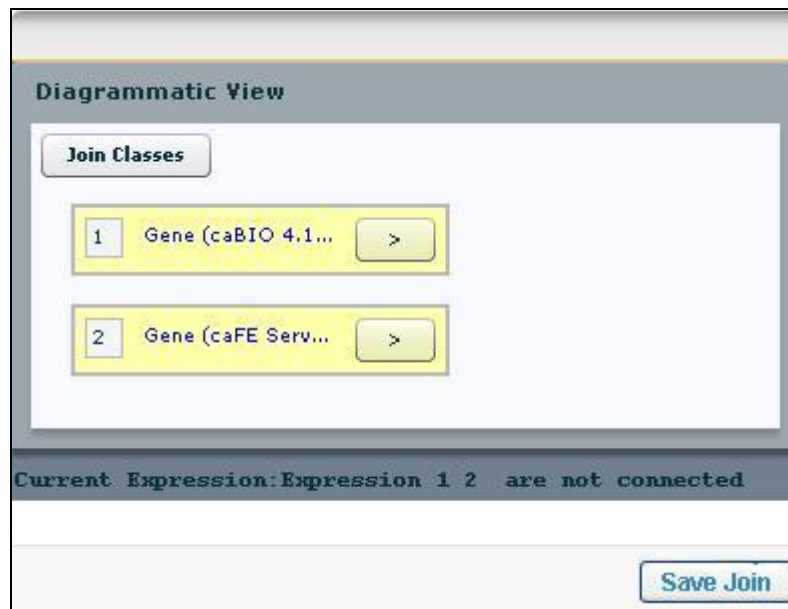 Diagrammatic View
Join Classes
1 Gene (caBIO 4.1... >
2 Gene (caFE Serv... >
Current Expression:Expression 1 2 are not connected
Save Join